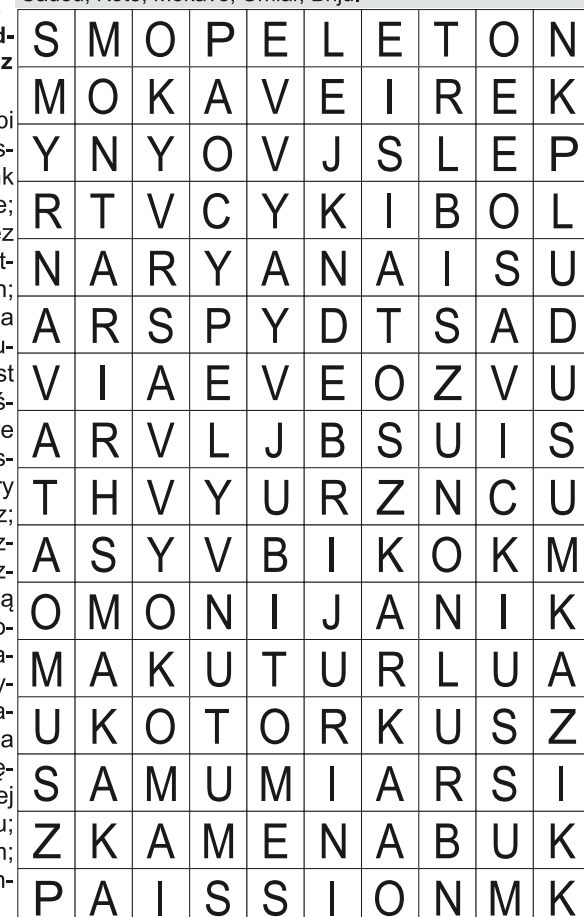 S M O P E L E T O N
M O K A V E I R E K
Y N Y O V J S L E P
R T V C Y K I B O L
N A R Y A N A I S U
A R S P Y D T S A D
V I A E V E O Z V U
A R V L J B S U I S
T H V Y U R Z N C U
A S Y V B I K O K M
O M O N I J A N I K
M A K U T U R L U A
U K O T O R K U S Z
S A M U M I A R S I
Z K A M E N A B U K
P A I S S I O N M K